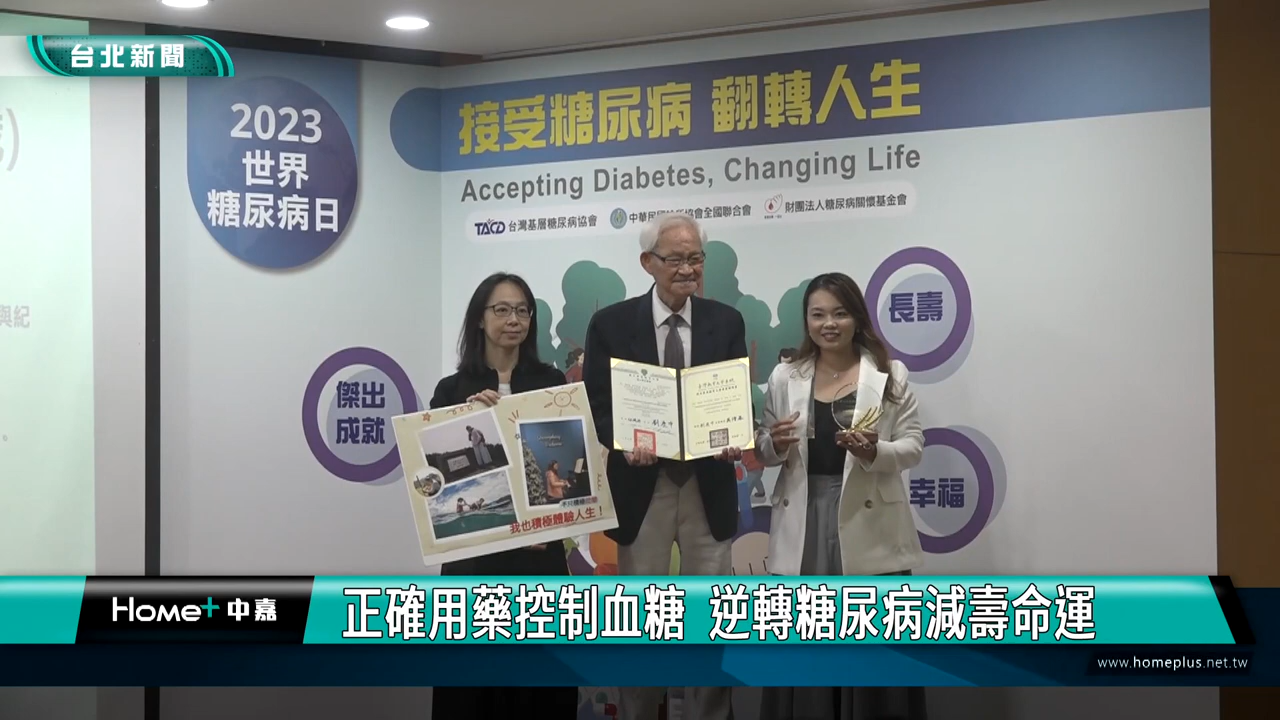 台北新聞
2023
世界
糖尿病日
接受糖尿病 翻轉人生
Accepting Diabetes, Changing Life
TACD 台灣基層糖尿病協會
財團法人糖尿病關懷基金會
與紀
傑出
成就
長壽
幸福
我也積極體驗人生！
Home+ 中嘉
正確用藥控制血糖 逆轉糖尿病減壽命運
www.homeplus.net.tw